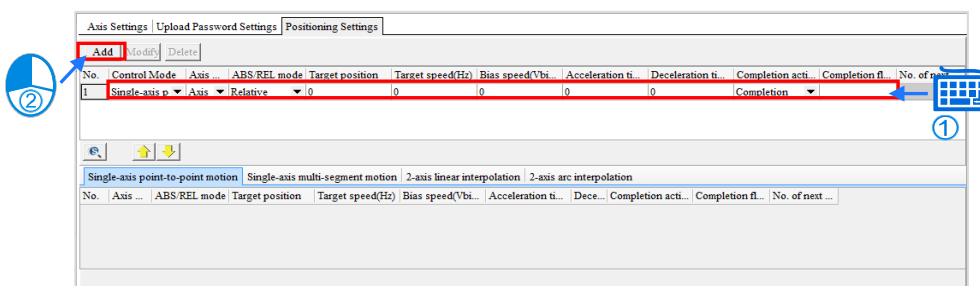 Axis Settings Upload Password Settings Positioning Settings
Add Modify Delete
No. Control Mode Axis ... ABS/REL mode Target position Target speed(Hz) Bias speed(Vbi... Acceleration ti... Deceleration ti... Completion acti... Completion fl... No. of next
1 Single-axis p Axis Relative 0 0 0 0 0 Completion
②
①
Single-axis point-to-point motion Single-axis multi-segment motion 2-axis linear interpolation 2-axis arc interpolation
No. Axis ... ABS/REL mode Target position Target speed(Hz) Bias speed(Vbi... Acceleration ti... Dece... Completion acti... Completion fl... No. of next ...